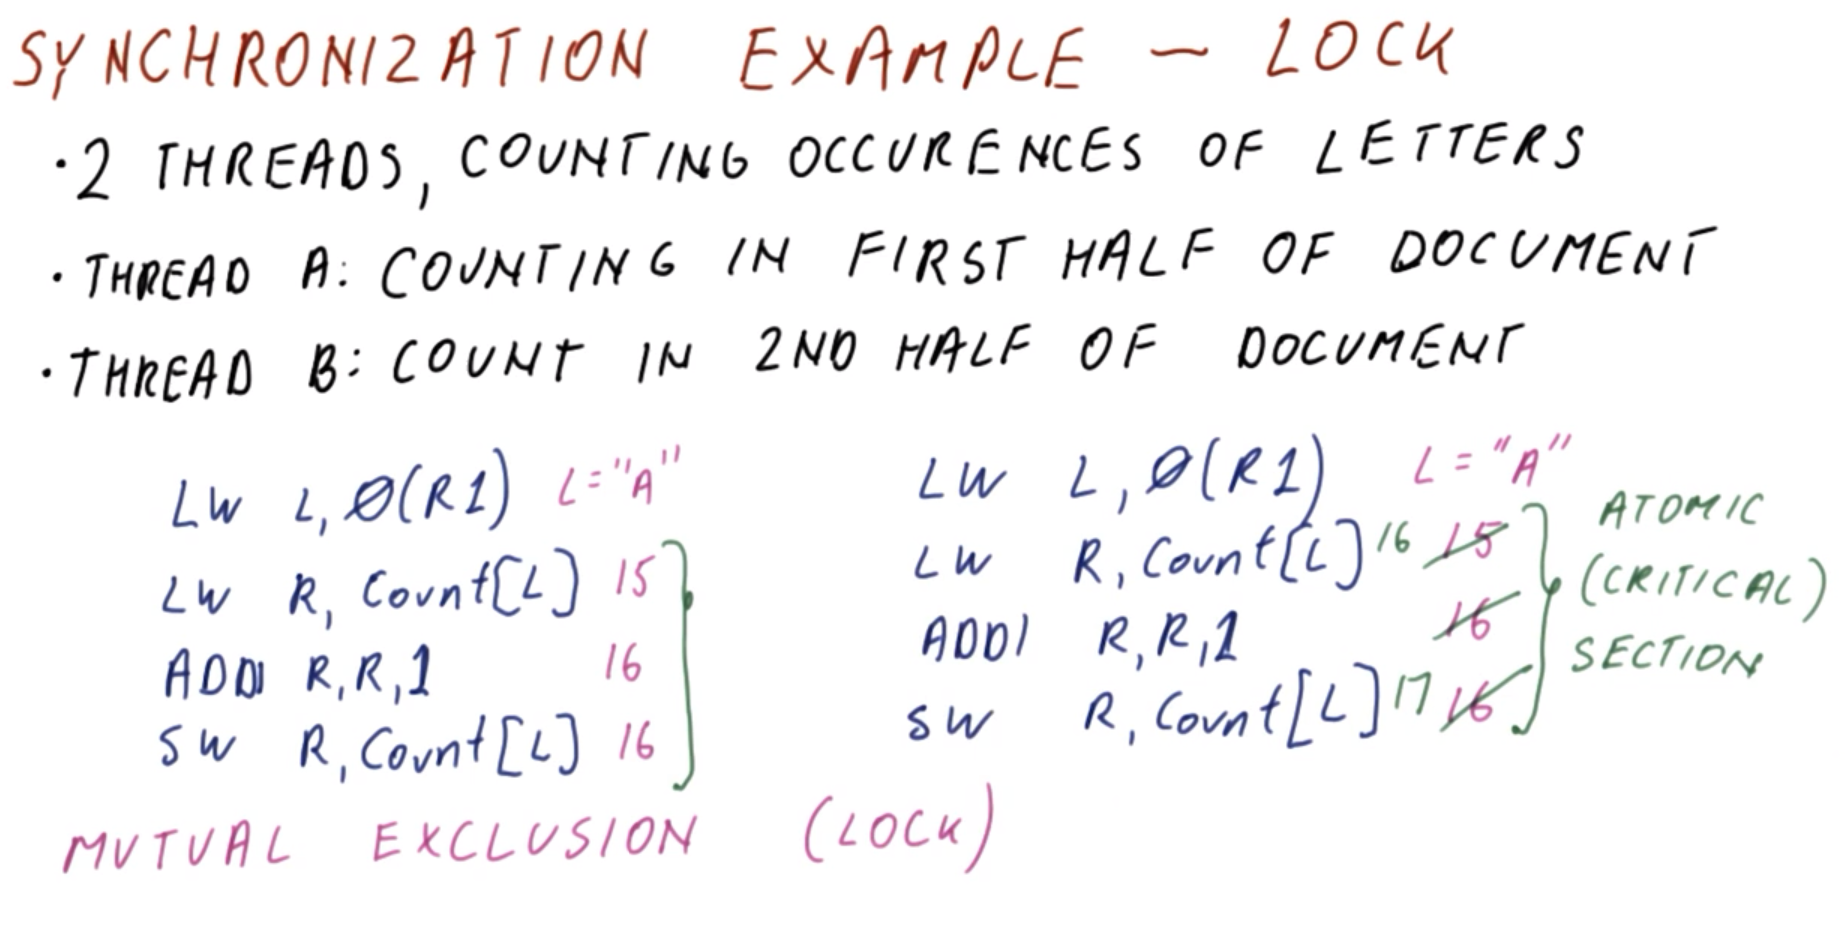 SYNCHRONIZATION EXAMPLE - LOCK
· 2 THREADS, COUNTING OCCURENCES OF LETTERS
· THREAD A: COUNTING IN FIRST HALF OF DOCUMENT
· THREAD B: COUNT IN 2ND HALF OF DOCUMENT
LW L, Ø(R1) L="A"
LW R, Count[L] 15
ADDI R,R,1 16
SW R, Count[L] 16
LW L, Ø(R1) L="A"
LW R, Count[L] 16 15
ADDI R,R,1 16
SW R, Count[L] 17 16
ATOMIC
(CRITICAL)
SECTION
MUTUAL EXCLUSION (LOCK)